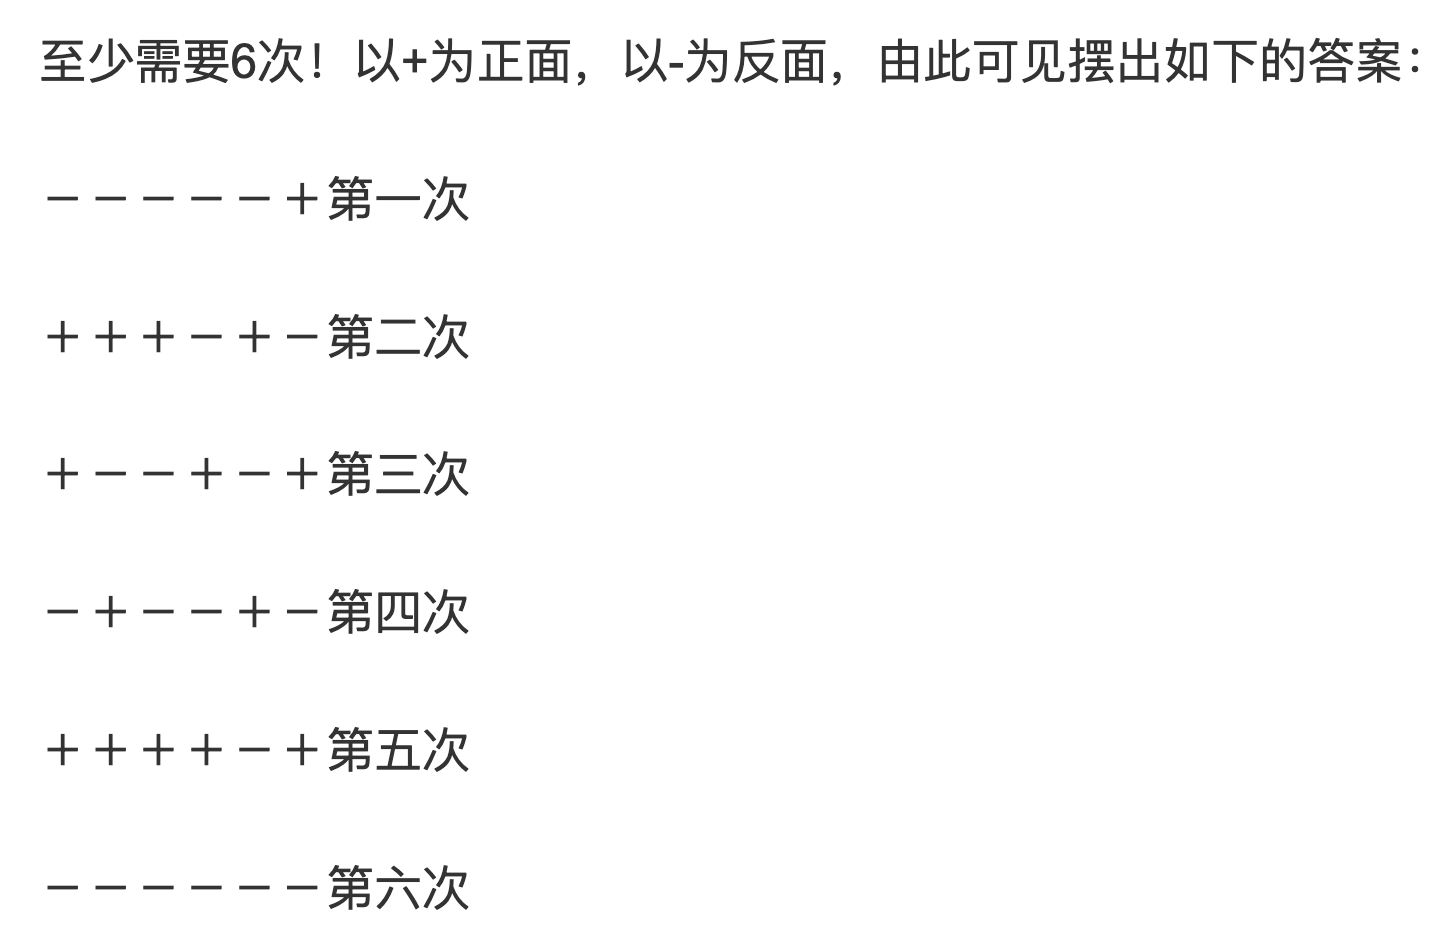 至少需要6次！以+为正面，以-为反面，由此可见摆出如下的答案：
－－－－－＋第一次
＋＋＋－＋－第二次
＋－－＋－＋第三次
－＋－－＋－第四次
＋＋＋＋－＋第五次
－－－－－－第六次